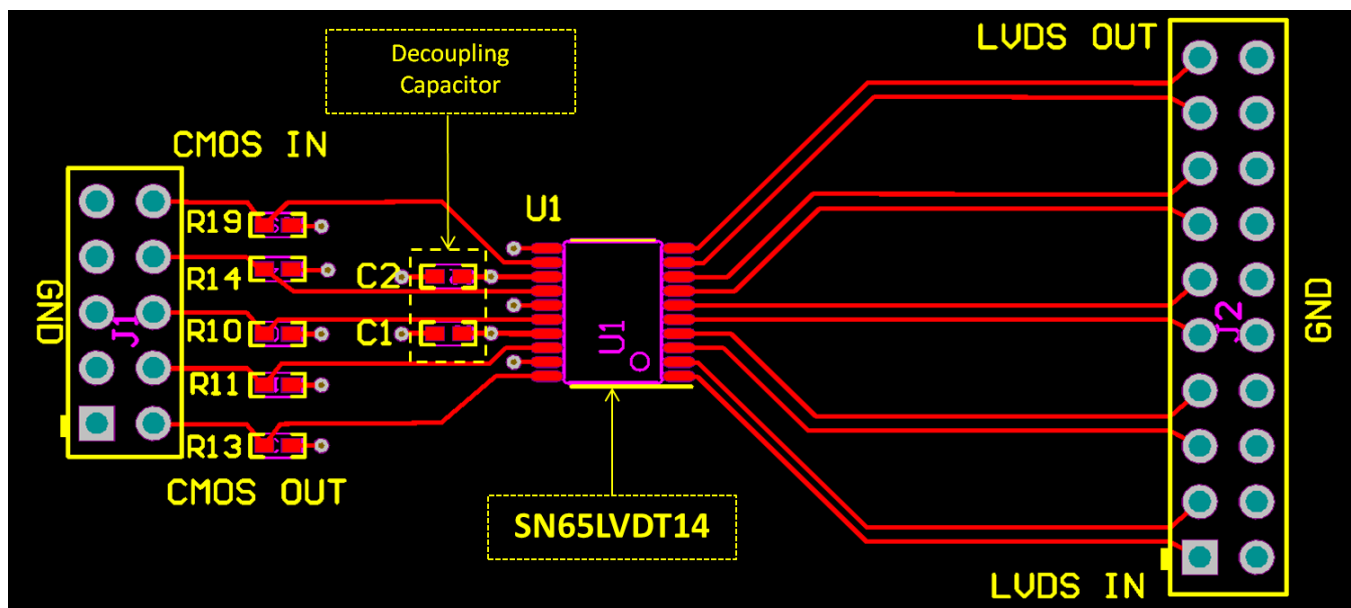 LVDS OUT
Decoupling
Capacitor
CMOS IN
U1
R19
R14
C2
GND
J1
R10
C1
U1
J2
GND
R11
R13
CMOS OUT
SN65LVDT14
LVDS IN